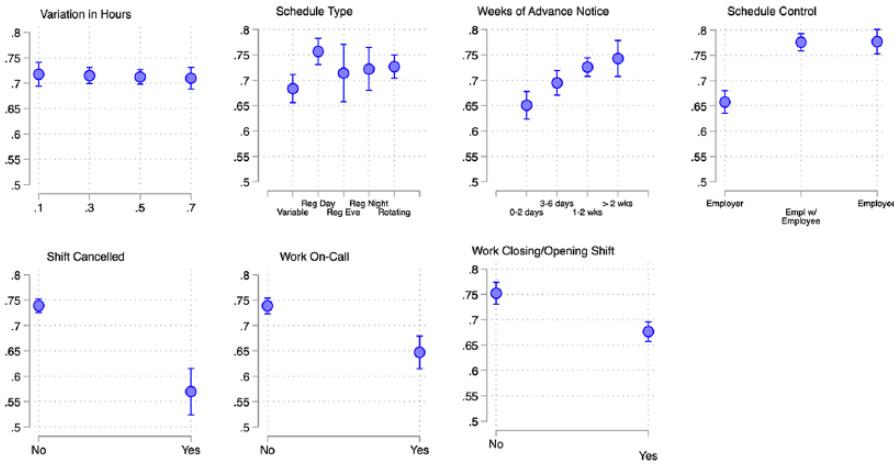 Variation in Hours
.8
.75
.7
.65
.6
.55
.5
.1 .3 .5 .7
Schedule Type
.8
.75
.7
.65
.6
.55
.5
Reg Day Reg Night
Variable Reg Eve Rotating
Weeks of Advance Notice
.8
.75
.7
.65
.6
.55
.5
3-6 days > 2 wks
0-2 days 1-2 wks
Schedule Control
.8
.75
.7
.65
.6
.55
.5
Employer Employee
Empl w/
Employee
Shift Cancelled
.8
.75
.7
.65
.6
.55
.5
No Yes
Work On-Call
.8
.75
.7
.65
.6
.55
.5
No Yes
Work Closing/Opening Shift
.8
.75
.7
.65
.6
.55
.5
No
Yes